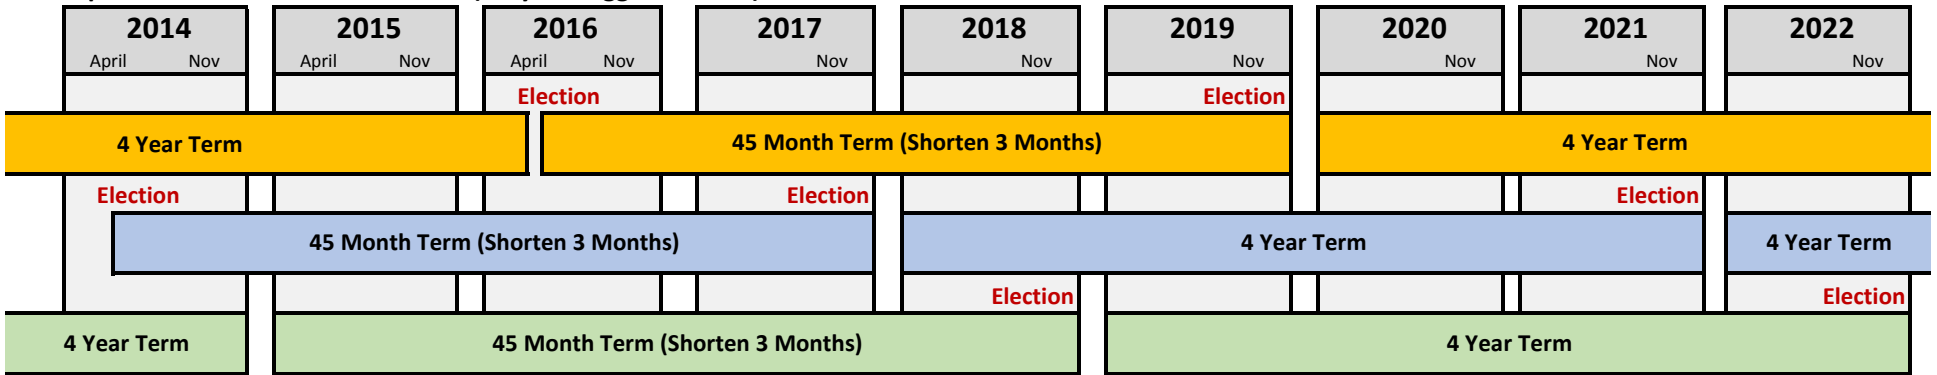 2014 2015 2016 2017 2018 2019 2020 2021 2022
April Nov April Nov April Nov Nov Nov Nov Nov Nov Nov
Election Election
4 Year Term 45 Month Term (Shorten 3 Months) 4 Year Term
Election Election Election
45 Month Term (Shorten 3 Months) 4 Year Term 4 Year Term
Election Election
4 Year Term 45 Month Term (Shorten 3 Months) 4 Year Term